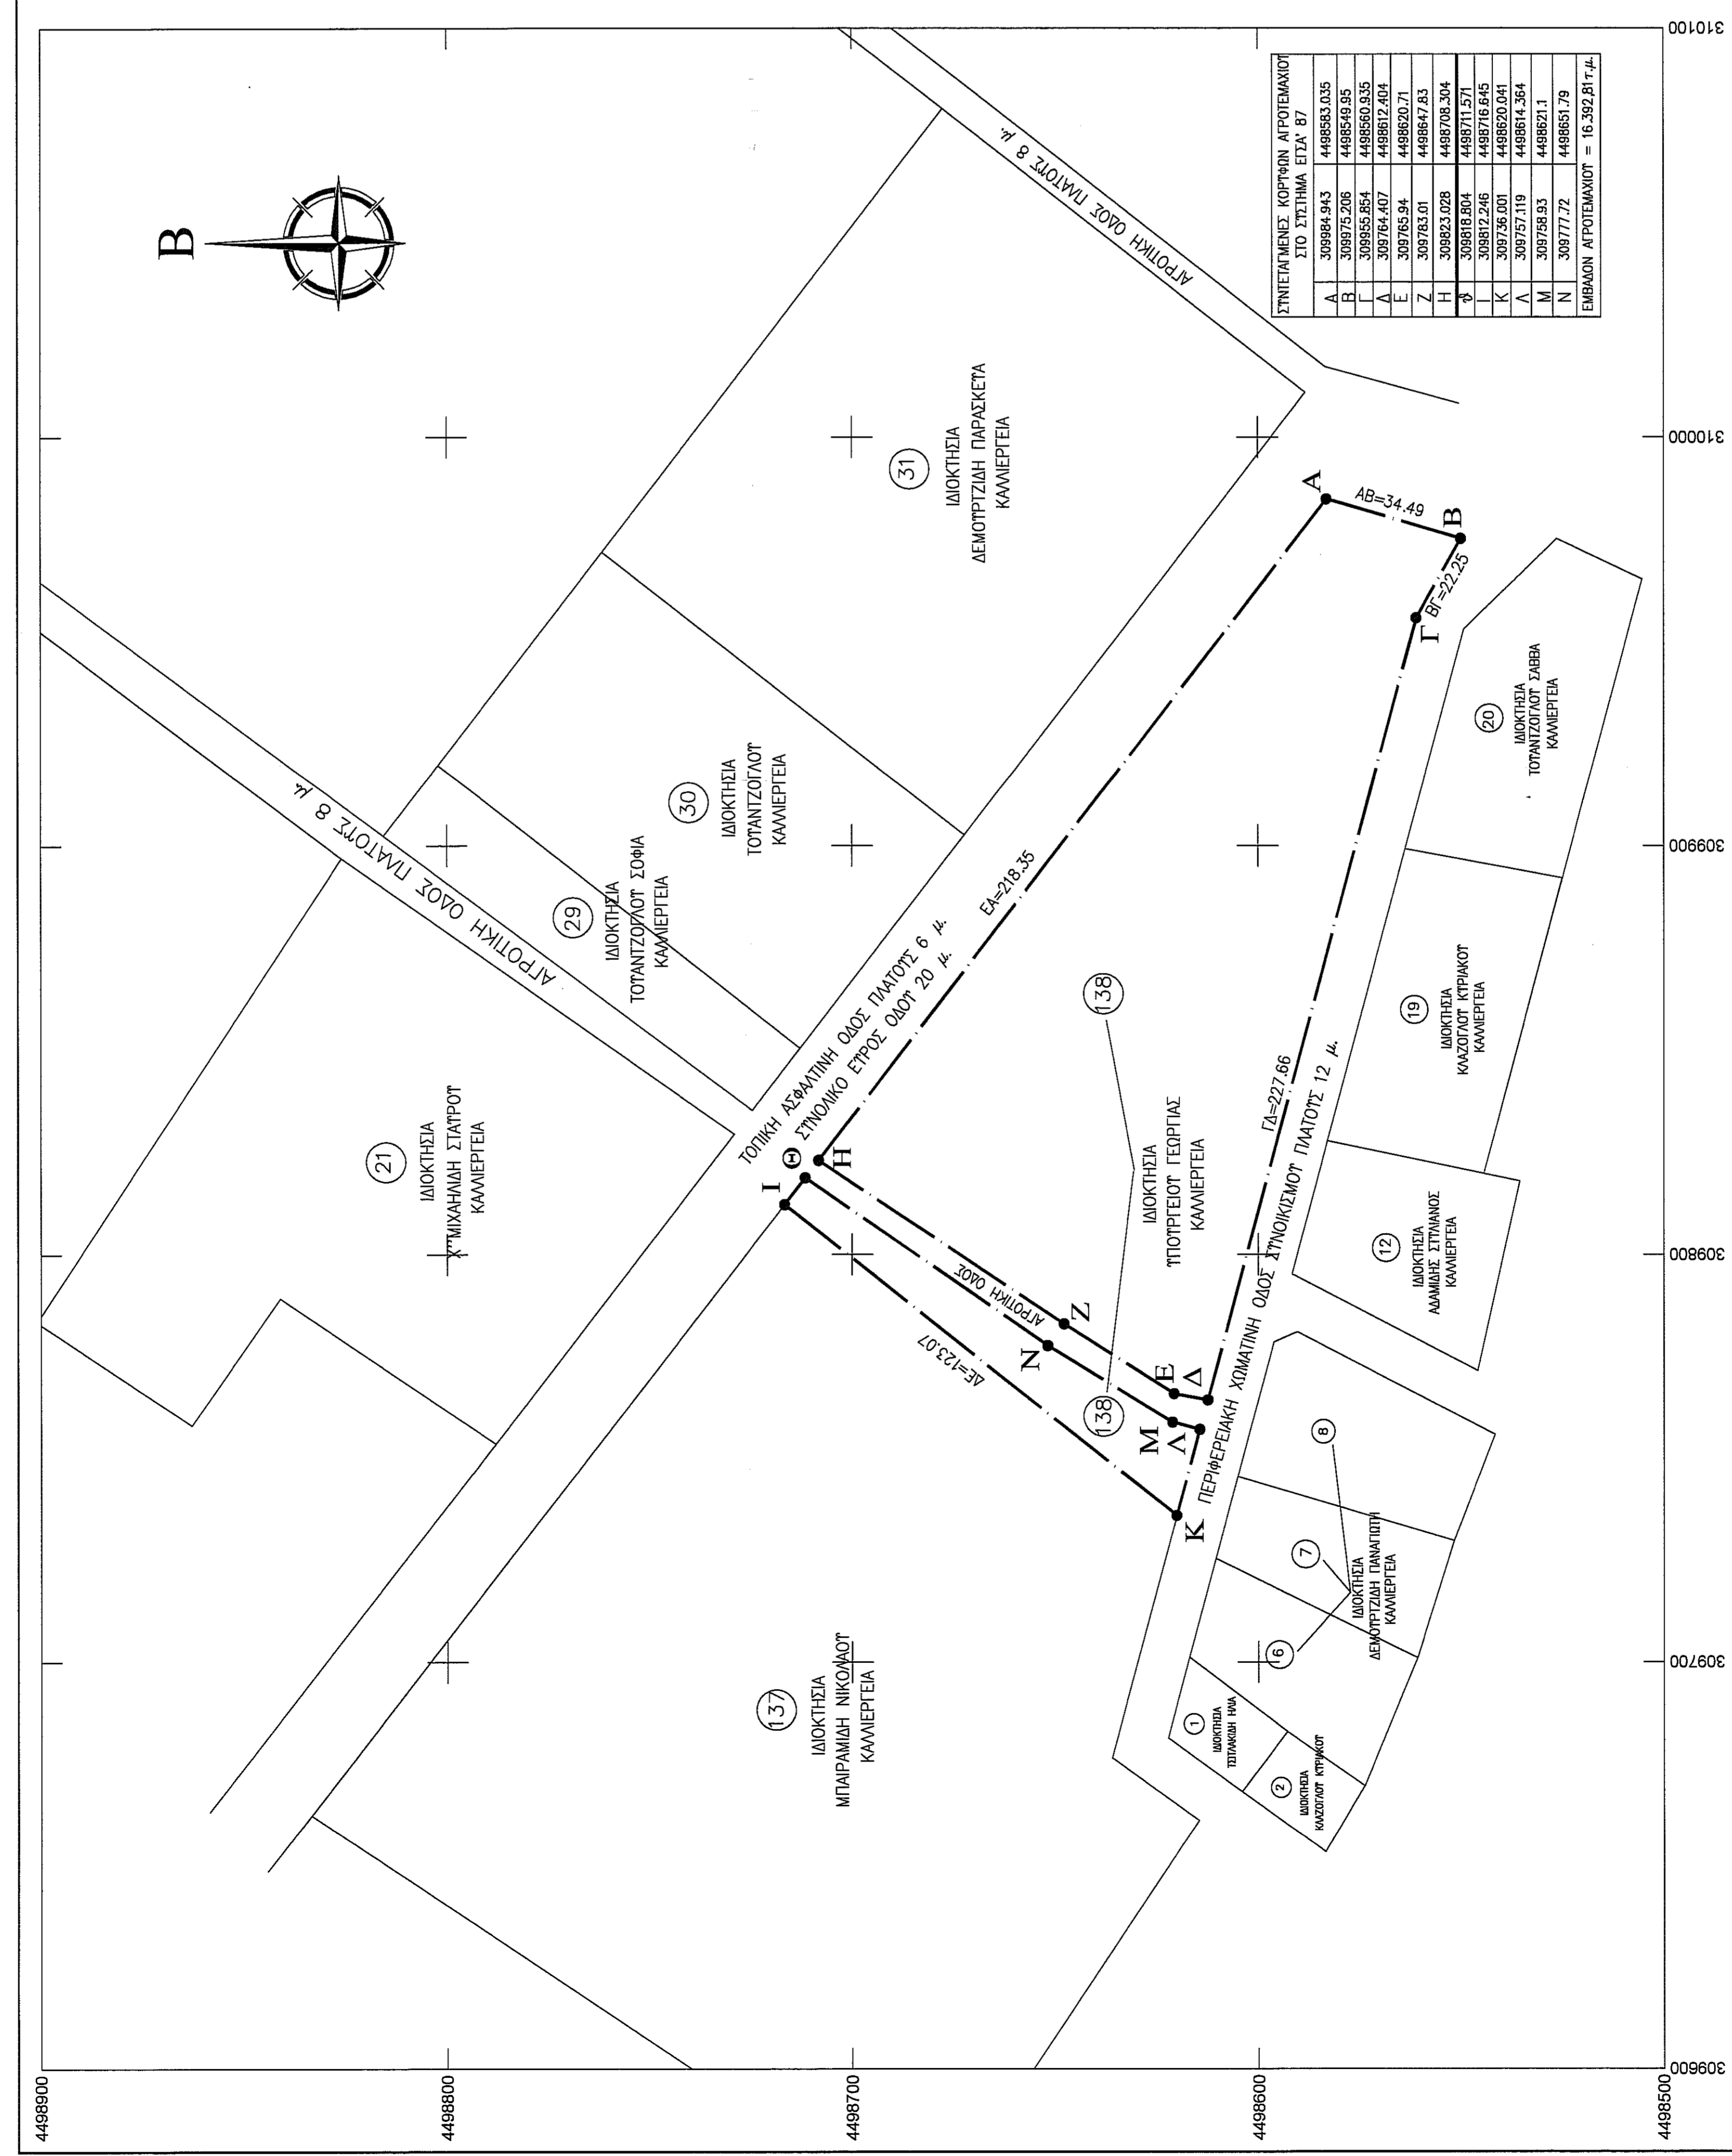 Β
4498900
4498800
4498700
4498600
4498500
309600
309700
309800
309900
310000
310100
ΑΓΡΟΤΙΚΗ ΟΔΟΣ ΠΛΑΤΟΥΣ 8 μ.
ΑΓΡΟΤΙΚΗ ΟΔΟΣ ΠΛΑΤΟΥΣ 8 μ.
21
ΙΔΙΟΚΤΗΣΙΑ
Χ''ΜΙΧΑΗΛΙΔΗ ΣΤΑΥΡΟΥ
ΚΑΛΛΙΕΡΓΕΙΑ
29
ΙΔΙΟΚΤΗΣΙΑ
ΤΟΥΑΝΤΖΟΓΛΟΥ ΣΟΦΙΑ
ΚΑΛΛΙΕΡΓΕΙΑ
30
ΙΔΙΟΚΤΗΣΙΑ
ΤΟΥΑΝΤΖΟΓΛΟΥ
ΚΑΛΛΙΕΡΓΕΙΑ
31
ΙΔΙΟΚΤΗΣΙΑ
ΔΕΜΟΥΡΤΖΙΔΗ ΠΑΡΑΣΚΕΥΑ
ΚΑΛΛΙΕΡΓΕΙΑ
ΤΟΠΙΚΗ ΑΣΦΑΛΤΙΝΗ ΟΔΟΣ ΠΛΑΤΟΥΣ 6 μ.
ΣΥΝΟΛΙΚΟ ΕΥΡΟΣ ΟΔΟΥ 20 μ.
ΕΑ=218.35
137
ΙΔΙΟΚΤΗΣΙΑ
ΜΠΑΙΡΑΜΙΔΗ ΝΙΚΟΛΑΟΥ
ΚΑΛΛΙΕΡΓΕΙΑ
Ι
Θ
Η
ΔΕ=123.07
ΑΓΡΟΤΙΚΗ ΟΔΟΣ
Ν
Ζ
Μ
Λ
Ε
Δ
Κ
138
138
ΙΔΙΟΚΤΗΣΙΑ
ΥΠΟΥΡΓΕΙΟΥ ΓΕΩΡΓΙΑΣ
ΚΑΛΛΙΕΡΓΕΙΑ
Α
ΑΒ=34.49
Β
ΒΓ=22.25
Γ
ΓΔ=227.66
ΠΕΡΙΦΕΡΕΙΑΚΗ ΧΩΜΑΤΙΝΗ ΟΔΟΣ ΣΥΝΟΙΚΙΣΜΟΥ ΠΛΑΤΟΥΣ 12 μ.
1
ΙΔΙΟΚΤΗΣΙΑ
ΤΣΙΤΛΑΚΙΔΗ ΗΛΙΑ
2
ΙΔΙΟΚΤΗΣΙΑ
ΚΛΑΖΟΓΛΟΥ ΚΥΡΙΑΚΟΥ
6
7
8
ΙΔΙΟΚΤΗΣΙΑ
ΔΕΜΟΥΡΤΖΙΔΗ ΠΑΝΑΓΙΩΤΗ
ΚΑΛΛΙΕΡΓΕΙΑ
12
ΙΔΙΟΚΤΗΣΙΑ
ΑΔΑΜΙΔΗΣ ΣΤΥΛΙΑΝΟΣ
ΚΑΛΛΙΕΡΓΕΙΑ
19
ΙΔΙΟΚΤΗΣΙΑ
ΚΛΑΖΟΓΛΟΥ ΚΥΡΙΑΚΟΥ
ΚΑΛΛΙΕΡΓΕΙΑ
20
ΙΔΙΟΚΤΗΣΙΑ
ΤΟΥΑΝΤΖΟΓΛΟΥ ΣΑΒΒΑ
ΚΑΛΛΙΕΡΓΕΙΑ
ΣΥΝΤΕΤΑΓΜΕΝΕΣ ΚΟΡΥΦΩΝ ΑΓΡΟΤΕΜΑΧΙΟΥ
ΣΤΟ ΣΥΣΤΗΜΑ ΕΓΣΑ' 87
Α 309984.943 4498583.035
Β 309975.206 4498549.95
Γ 309955.854 4498560.935
Δ 309764.407 4498612.404
Ε 309765.94 4498620.71
Ζ 309783.01 4498647.83
Η 309823.028 4498708.304
θ 309818.804 4498711.571
Ι 309812.246 4498716.645
Κ 309736.001 4498620.041
Λ 309757.119 4498614.364
Μ 309758.93 4498621.1
Ν 309777.72 4498651.79
ΕΜΒΑΔΟΝ ΑΓΡΟΤΕΜΑΧΙΟΥ = 16.392,81 τ.μ.